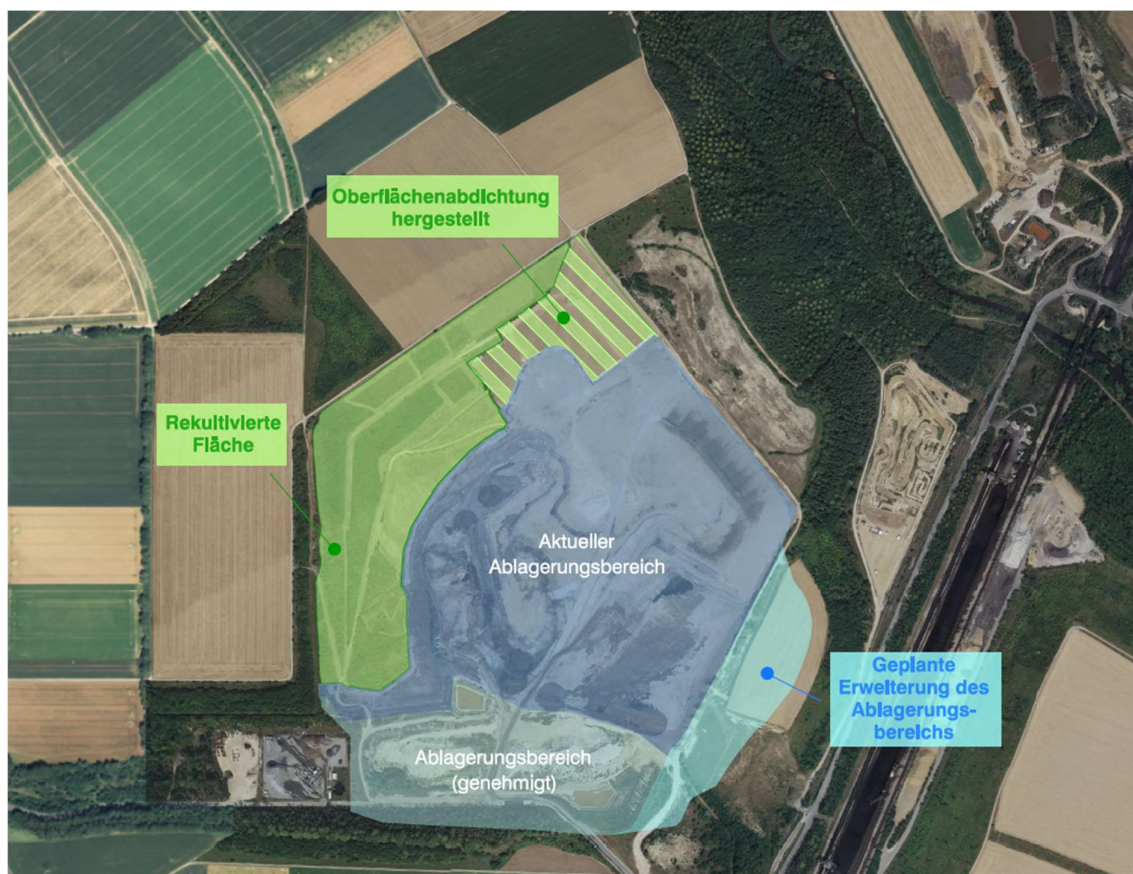 Oberflächenabdichtung
hergestellt
Rekultivierte
Fläche
Aktueller
Ablagerungsbereich
Geplante
Erweiterung des
Ablagerungs-
bereichs
Ablagerungsbereich
(genehmigt)